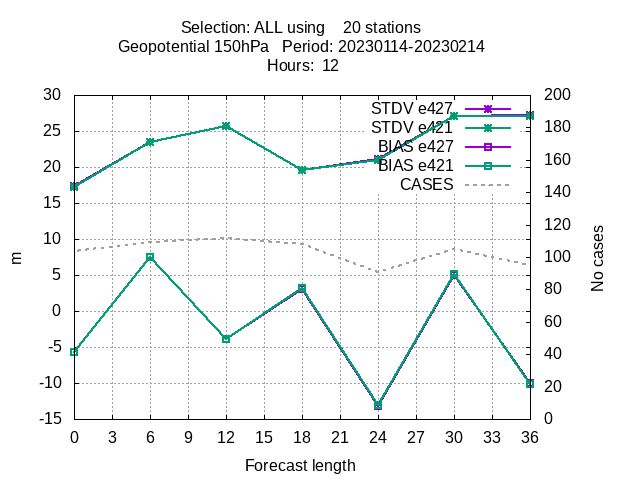 Selection: ALL using    20 stations
Geopotential 150hPa   Period: 20230114-20230214
Hours:  12
30
25
20
15
10
5
0
-5
-10
-15
m
200
180
160
140
120
100
80
60
40
20
0
No cases
STDV e427
STDV e421
BIAS e427
BIAS e421
CASES
0 3 6 9 12 15 18 21 24 27 30 33 36
Forecast length